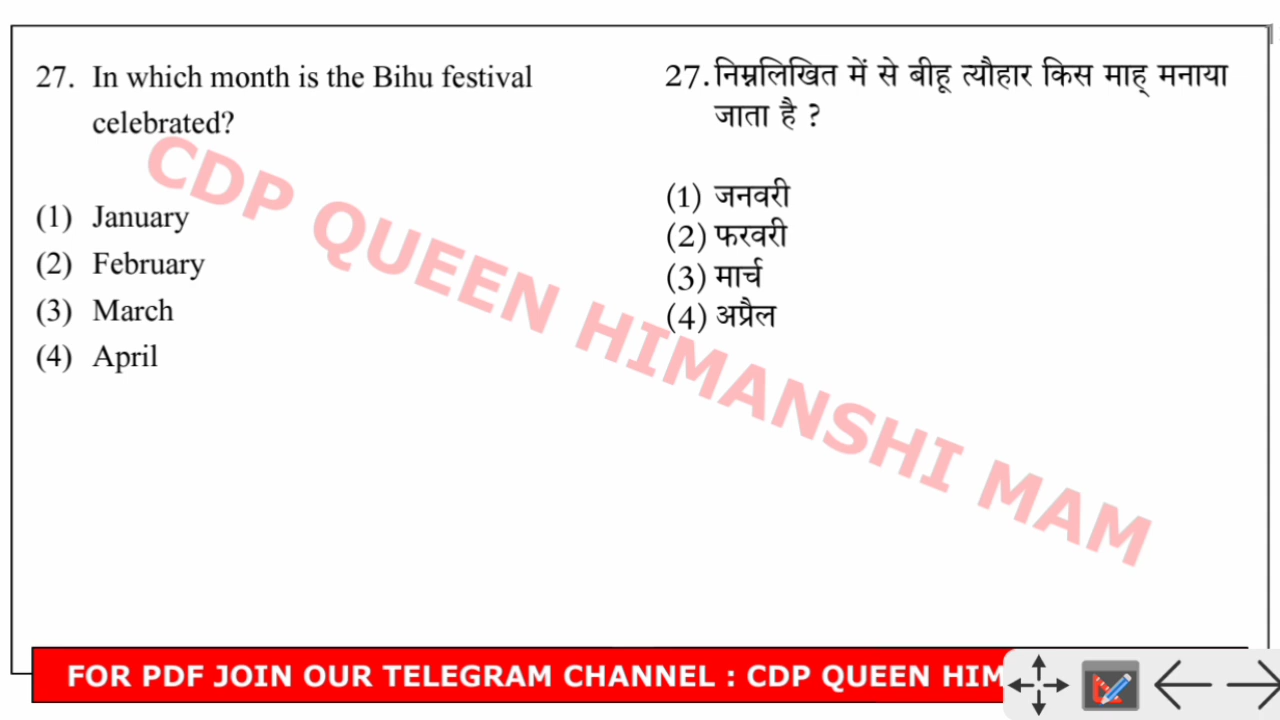 27. In which month is the Bihu festival
celebrated?
(1) January
(2) February
(3) March
(4) April
27. निम्नलिखित में से बीहू त्यौहार किस माह् मनाया
जाता है ?
(1) जनवरी
(2) फरवरी
(3) मार्च
(4) अप्रैल
CDP QUEEN HIMANSHI MAM
FOR PDF JOIN OUR TELEGRAM CHANNEL : CDP QUEEN HIM